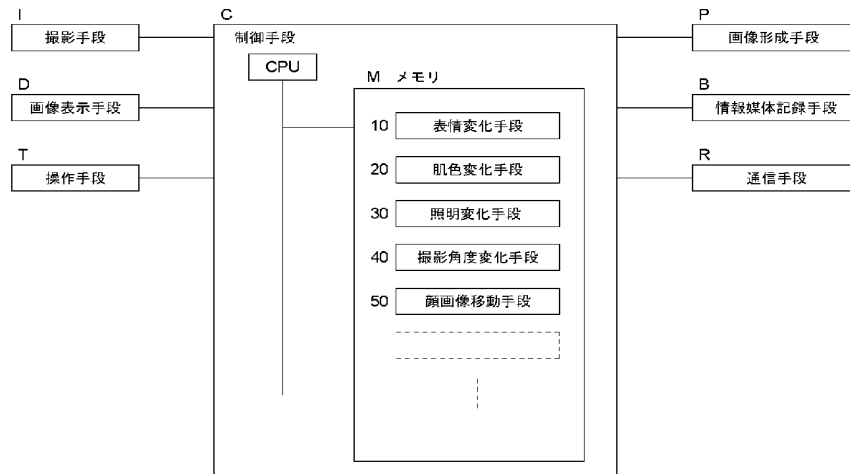 I
撮影手段
D
画像表示手段
T
操作手段
C
制御手段
CPU
M メモリ
10 表情変化手段
20 肌色変化手段
30 照明変化手段
40 撮影角度変化手段
50 顔画像移動手段
P
画像形成手段
B
情報媒体記録手段
R
通信手段